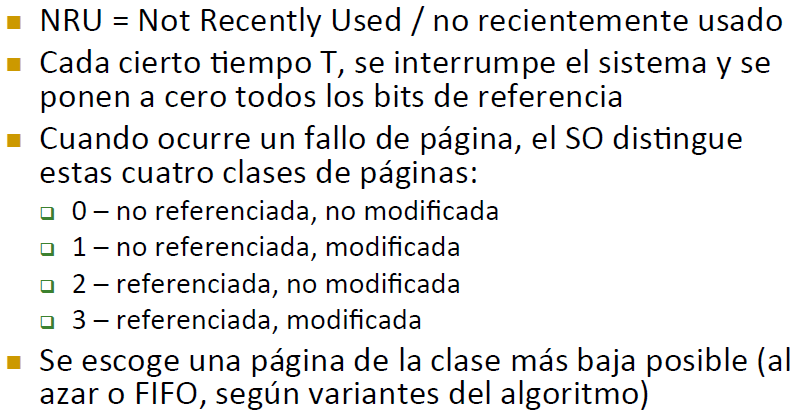 NRU = Not Recently Used / no recientemente usado
Cada cierto tiempo T, se interrumpe el sistema y se
ponen a cero todos los bits de referencia
Cuando ocurre un fallo de página, el SO distingue
estas cuatro clases de páginas:
0 – no referenciada, no modificada
1 – no referenciada, modificada
2 – referenciada, no modificada
3 – referenciada, modificada
Se escoge una página de la clase más baja posible (al
azar o FIFO, según variantes del algoritmo)